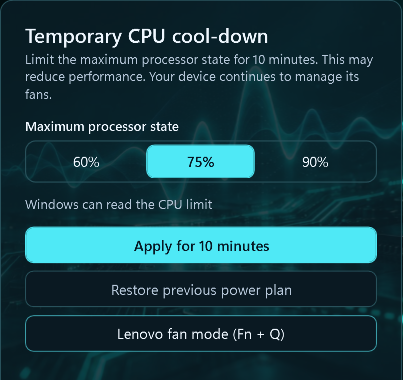 Temporary CPU cool-down
Limit the maximum processor state for 10 minutes. This may
reduce performance. Your device continues to manage its
fans.
Maximum processor state
60% 75% 90%
Windows can read the CPU limit
Apply for 10 minutes
Restore previous power plan
Lenovo fan mode (Fn + Q)